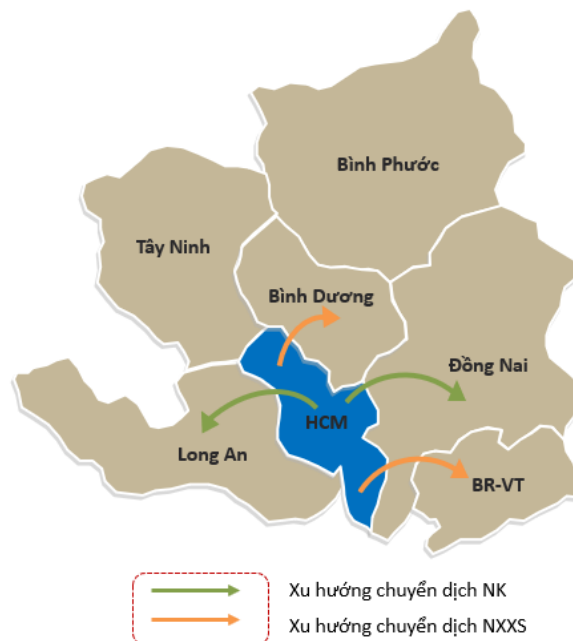 Bình Phước
Tây Ninh
Bình Dương
Đồng Nai
HCM
Long An
BR-VT
Xu hướng chuyển dịch NK
Xu hướng chuyển dịch NXXS